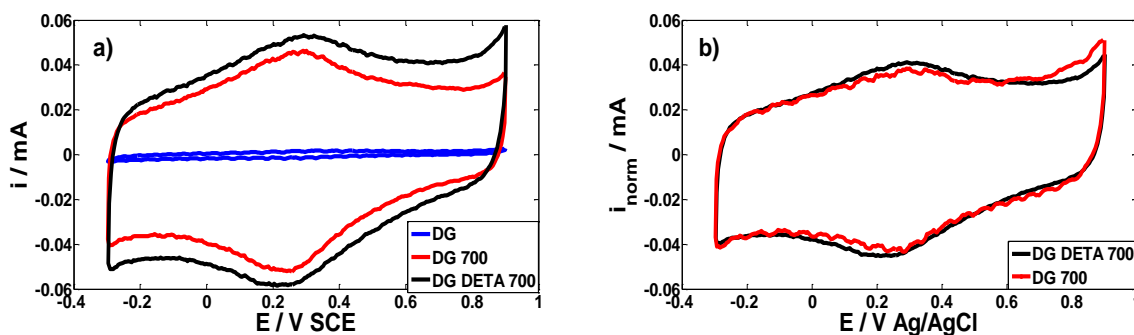 a)
0.06
0.04
0.02
0
-0.02
-0.04
-0.06
i / mA
-0.4 -0.2 0 0.2 0.4 0.6 0.8 1
E / V SCE
DG
DG 700
DG DETA 700
b)
0.06
0.04
0.02
0
-0.02
-0.04
-0.06
i norm / mA
-0.4 -0.2 0 0.2 0.4 0.6 0.8
E / V Ag/AgCl
DG DETA 700
DG 700